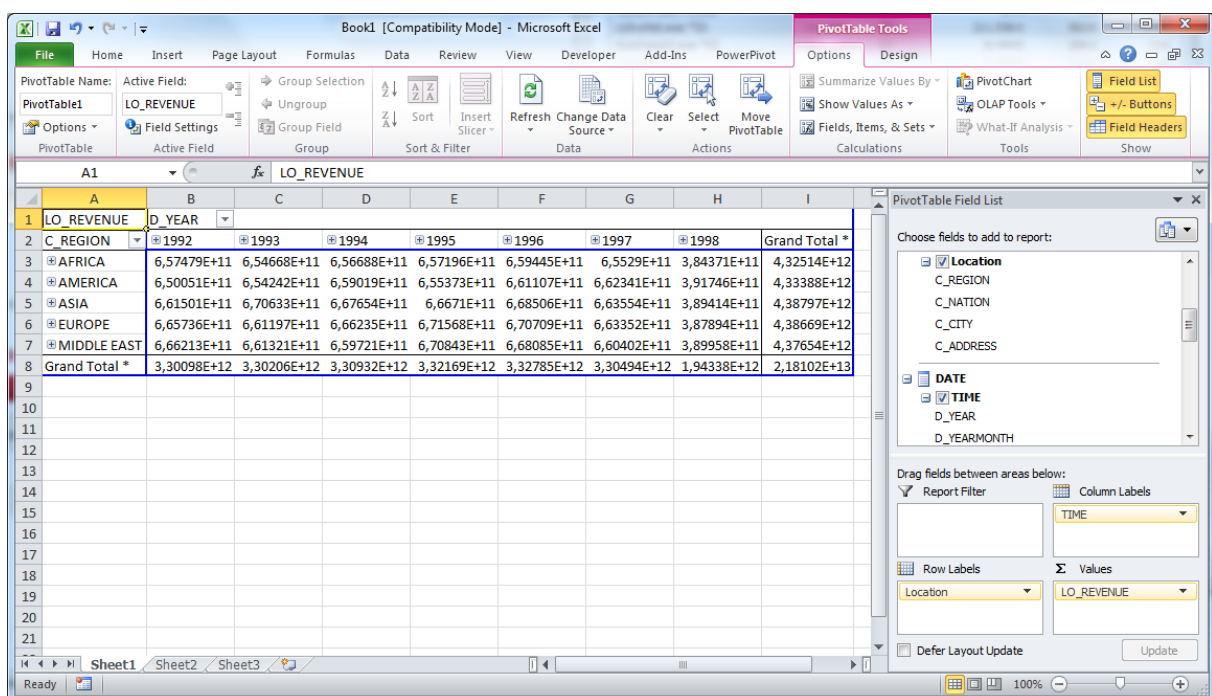 Book1 [Compatibility Mode] - Microsoft Excel
PivotTable Tools
File Home Insert Page Layout Formulas Data Review View Developer Add-Ins PowerPivot Options Design
PivotTable Name: Active Field: Group Selection Summarize Values By PivotChart Field List
PivotTable1 LO_REVENUE Ungroup Sort Insert Slicer Refresh Change Data Source Clear Select Move PivotTable Show Values As OLAP Tools +/- Buttons
Options Field Settings Group Field Fields, Items, & Sets What-If Analysis Field Headers
PivotTable Active Field Group Sort & Filter Data Actions Calculations Tools Show
A1 fx LO_REVENUE
A B C D E F G H I
1 LO_REVENUE D_YEAR
2 C_REGION 1992 1993 1994 1995 1996 1997 1998 Grand Total *
3 AFRICA 6,57479E+11 6,54668E+11 6,56688E+11 6,57196E+11 6,59445E+11 6,5529E+11 3,84371E+11 4,32514E+12
4 AMERICA 6,50051E+11 6,54242E+11 6,59019E+11 6,55373E+11 6,61107E+11 6,62341E+11 3,91746E+11 4,33388E+12
5 ASIA 6,61501E+11 6,70633E+11 6,67654E+11 6,6671E+11 6,68506E+11 6,63554E+11 3,89414E+11 4,38797E+12
6 EUROPE 6,65736E+11 6,61197E+11 6,66235E+11 6,71568E+11 6,70709E+11 6,63352E+11 3,87894E+11 4,38669E+12
7 MIDDLE EAST 6,66213E+11 6,61321E+11 6,59721E+11 6,70843E+11 6,68085E+11 6,60402E+11 3,89958E+11 4,37654E+12
8 Grand Total * 3,30098E+12 3,30206E+12 3,30932E+12 3,32169E+12 3,32785E+12 3,30494E+12 1,94338E+12 2,18102E+13
9
10
11
12
13
14
15
16
17
18
19
20
21
PivotTable Field List
Choose fields to add to report:
Location
C_REGION
C_NATION
C_CITY
C_ADDRESS
DATE
TIME
D_YEAR
D_YEARMONTH
Drag fields between areas below:
Report Filter Column Labels
TIME
Row Labels Σ Values
Location LO_REVENUE
Defer Layout Update Update
Sheet1 Sheet2 Sheet3
Ready 100%